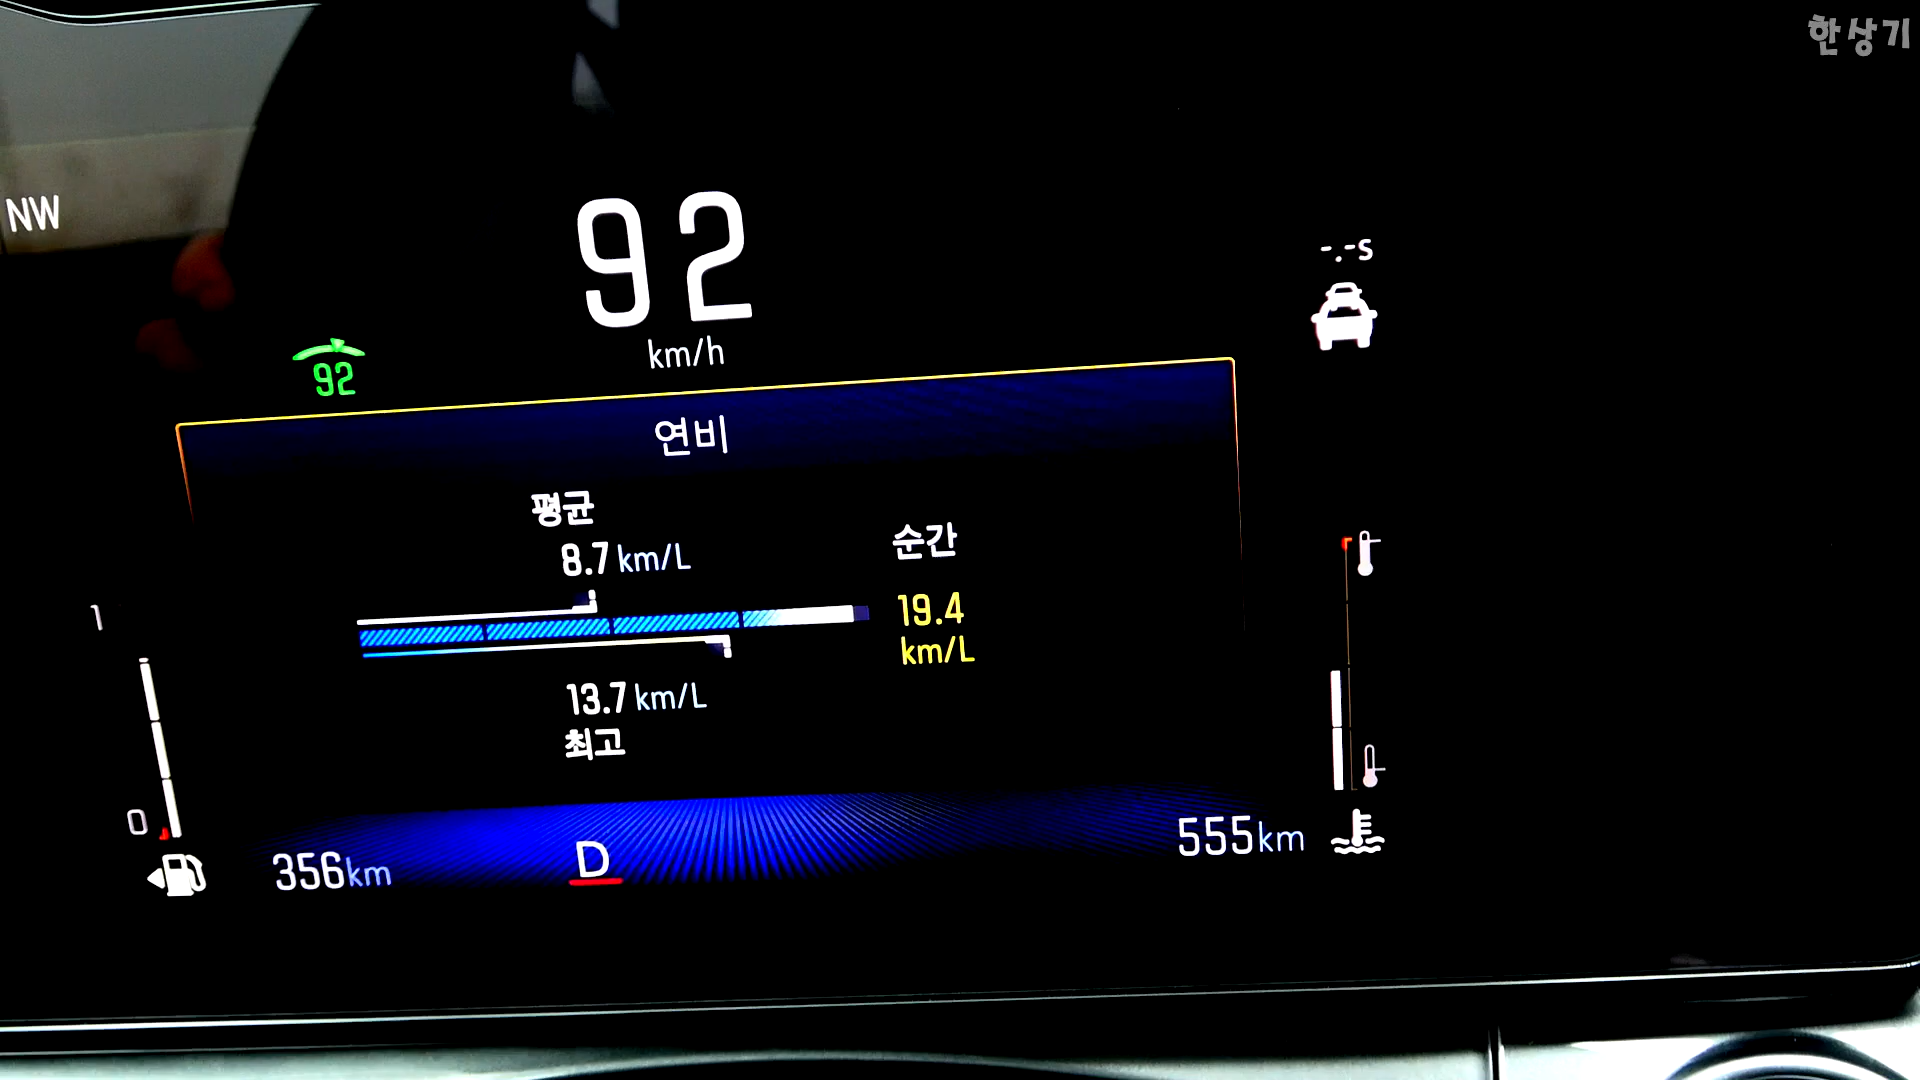 한상기
NW
92
km/h
92
-.-s
연비
평균
8.7 km/L
순간
19.4
km/L
13.7 km/L
최고
1
0
356km
D
555km